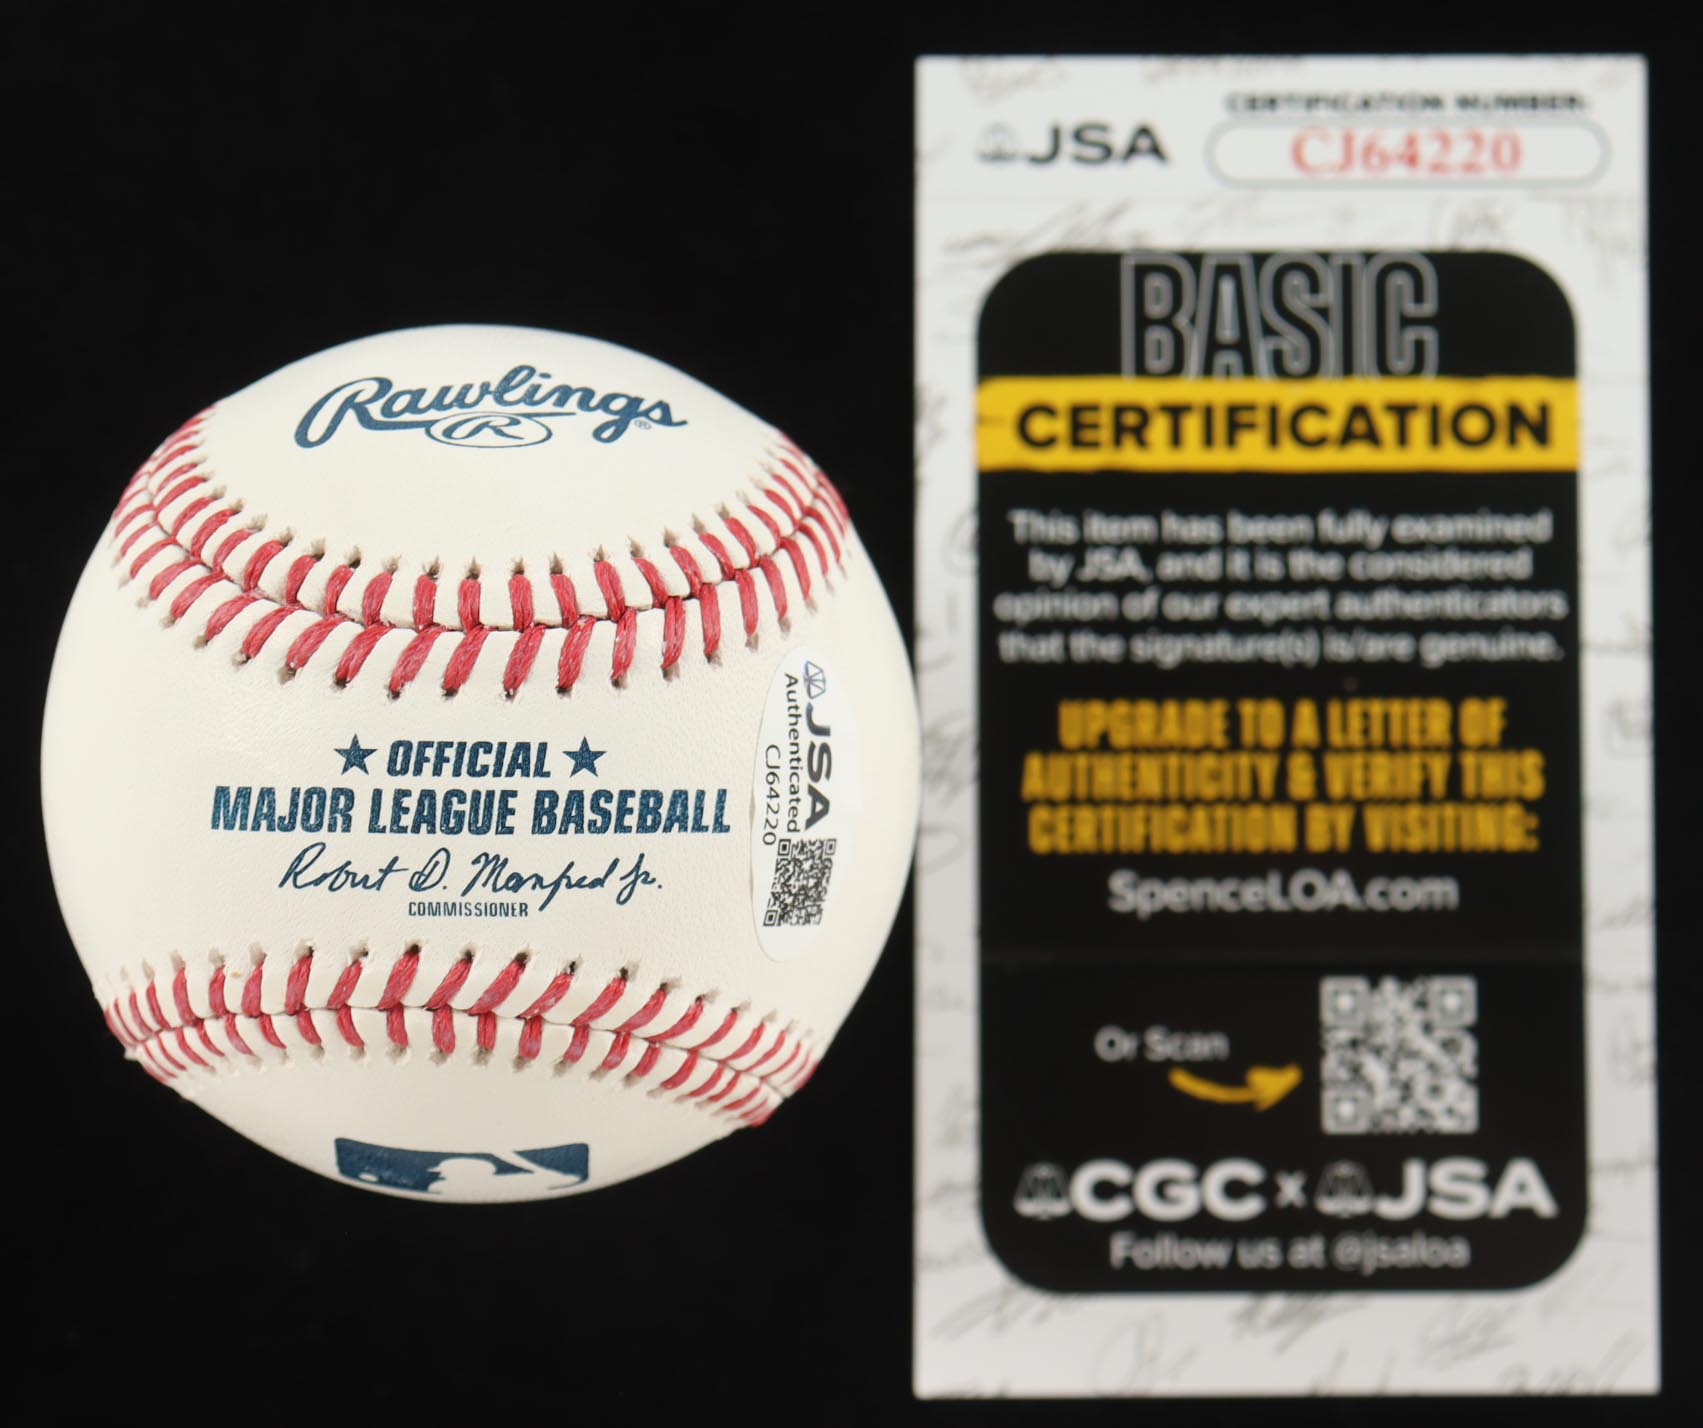 Rawlings
R
®
OFFICIAL
MAJOR LEAGUE BASEBALL
Robert D. Manfred Jr.
COMMISSIONER
JSA
Authenticated
CJ64220
JSA
CERTIFICATION NUMBER:
CJ64220
BASIC
CERTIFICATION
This item has been fully examined
by JSA, and it is the considered
opinion of our expert authenticators
that the signature(s) is/are genuine.
UPGRADE TO A LETTER OF
AUTHENTICITY & VERIFY THIS
CERTIFICATION BY VISITING:
SpenceLOA.com
Or Scan
CGC x JSA
Follow us at @jsaloa